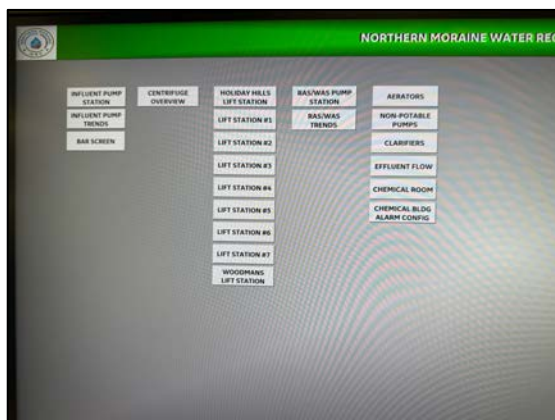 NORTHERN MORAINE WATER REC
INFLUENT PUMP
STATION
INFLUENT PUMP
TRENDS
BAR SCREEN
CENTRIFUGE
OVERVIEW
HOLIDAY HILLS
LIFT STATION
LIFT STATION #1
LIFT STATION #2
LIFT STATION #3
LIFT STATION #4
LIFT STATION #5
LIFT STATION #6
LIFT STATION #7
WOODMANS
LIFT STATION
RAS/WAS PUMP
STATION
RAS/WAS
TRENDS
AERATORS
NON-POTABLE
PUMPS
CLARIFIERS
EFFLUENT FLOW
CHEMICAL ROOM
CHEMICAL BLDG
ALARM CONFIG